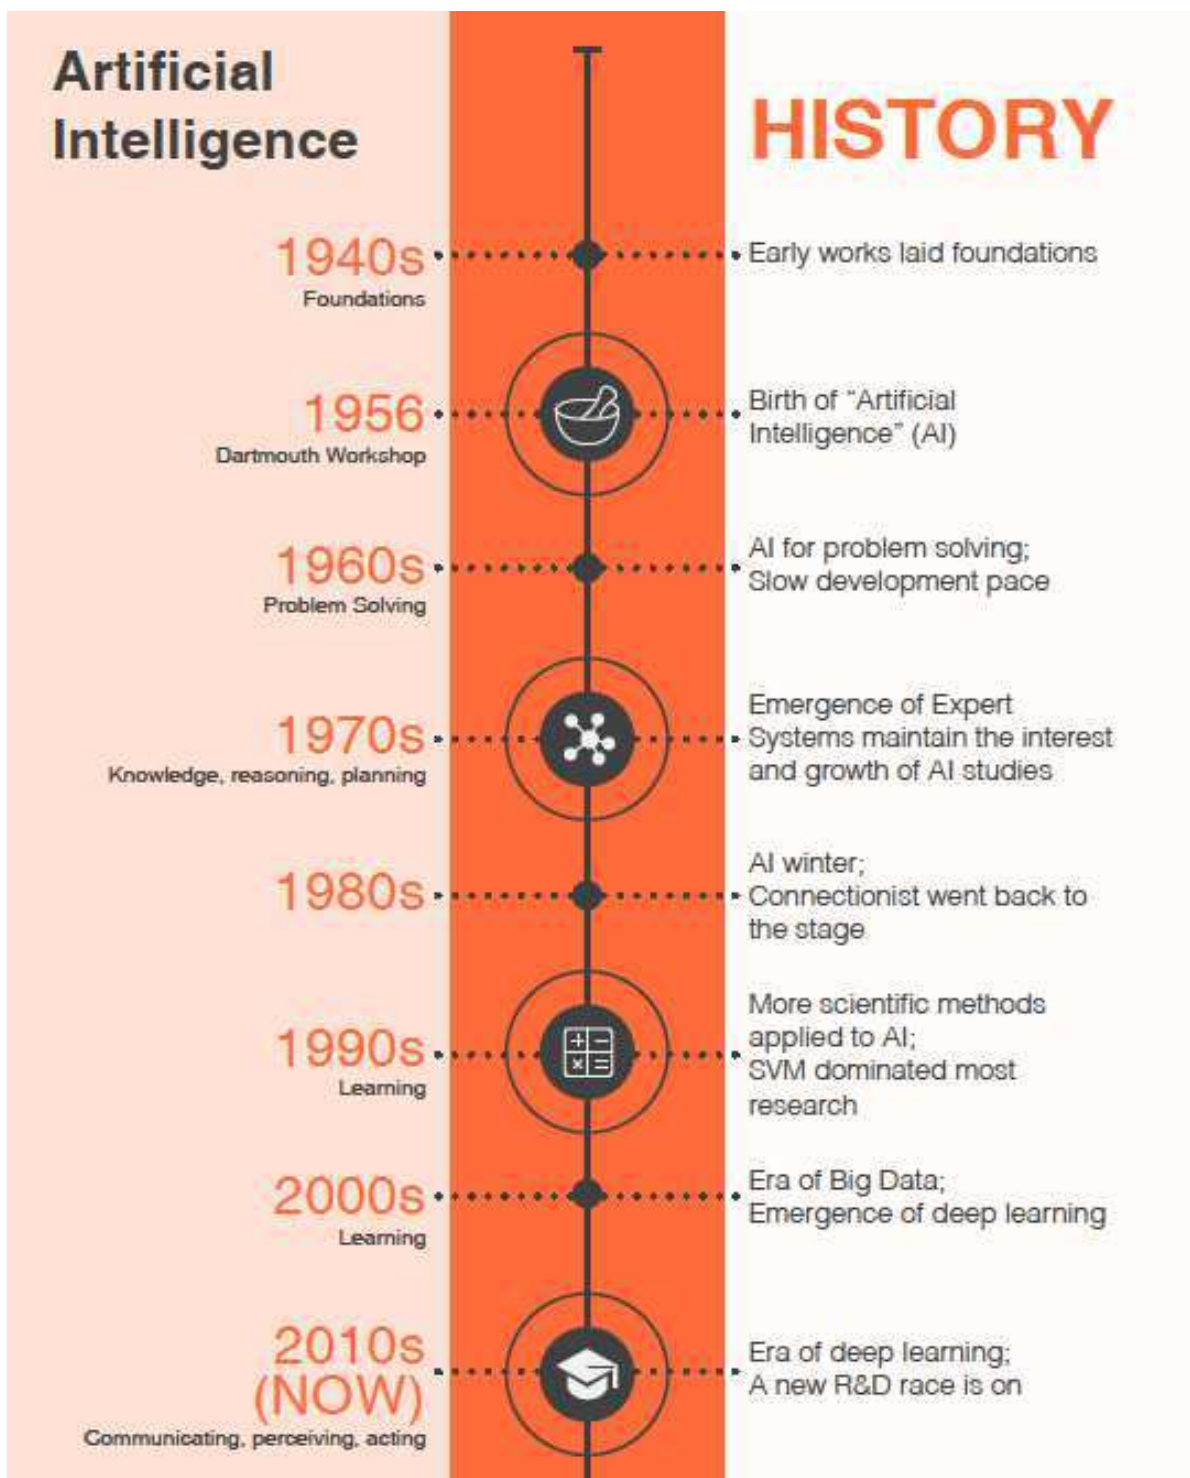 Artificial
Intelligence
HISTORY
1940s
Foundations
Early works laid foundations
1956
Dartmouth Workshop
Birth of “Artificial
Intelligence” (AI)
1960s
Problem Solving
AI for problem solving;
Slow development pace
1970s
Knowledge, reasoning, planning
Emergence of Expert
Systems maintain the interest
and growth of AI studies
1980s
AI winter;
Connectionist went back to
the stage
1990s
Learning
More scientific methods
applied to AI;
SVM dominated most
research
2000s
Learning
Era of Big Data;
Emergence of deep learning
2010s
(NOW)
Communicating, perceiving, acting
Era of deep learning;
A new R&D race is on